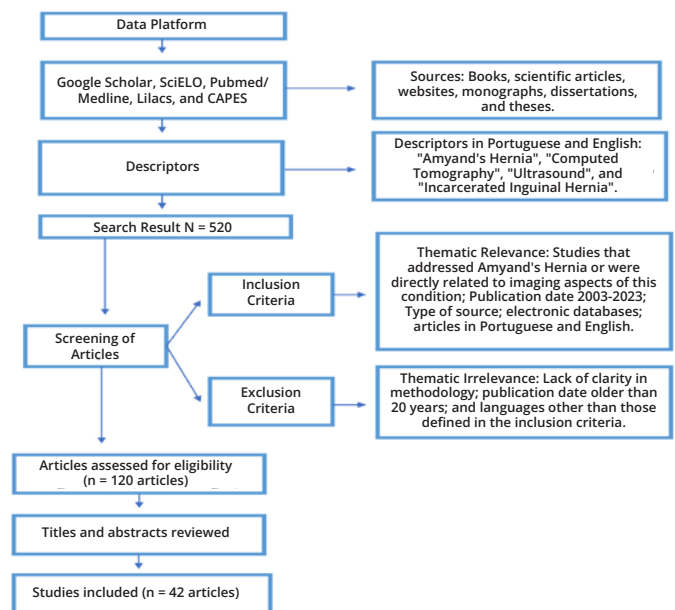 Data Platform
Google Scholar, SciELO, Pubmed/
Medline, Lilacs, and CAPES
Sources: Books, scientific articles,
websites, monographs, dissertations,
and theses.
Descriptors
Descriptors in Portuguese and English:
"Amyand's Hernia", "Computed
Tomography", "Ultrasound", and
"Incarcerated Inguinal Hernia".
Search Result N = 520
Screening of
Articles
Inclusion
Criteria
Thematic Relevance: Studies that
addressed Amyand's Hernia or were
directly related to imaging aspects of this
condition; Publication date 2003-2023;
Type of source; electronic databases;
articles in Portuguese and English.
Exclusion
Criteria
Thematic Irrelevance: Lack of clarity in
methodology; publication date older than
20 years; and languages other than those
defined in the inclusion criteria.
Articles assessed for eligibility
(n = 120 articles)
Titles and abstracts reviewed
Studies included (n = 42 articles)